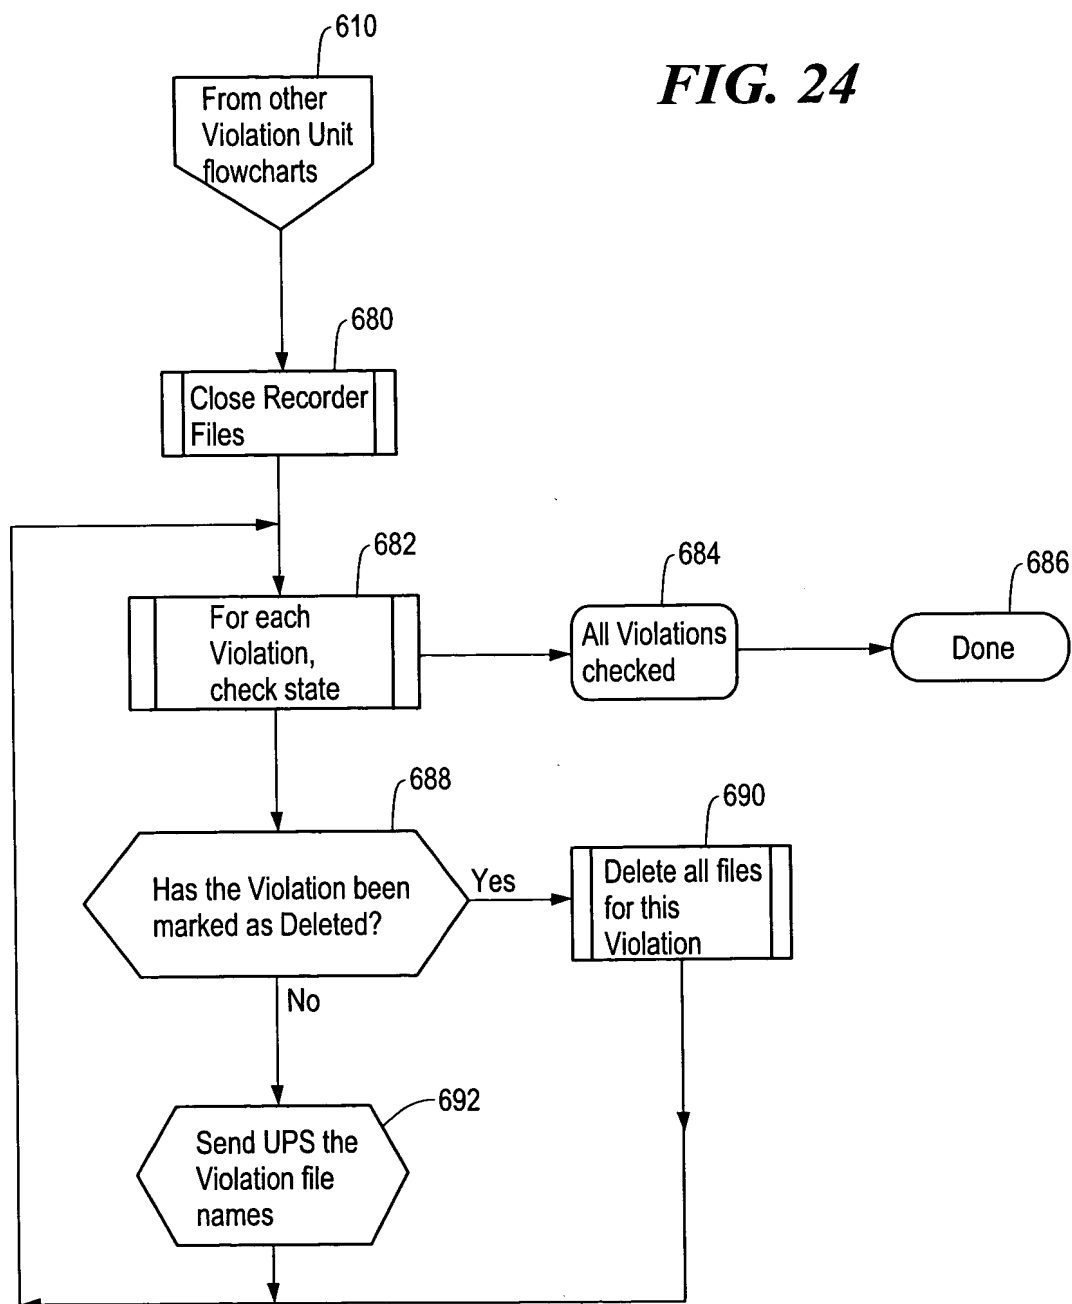 610
FIG. 24
From other
Violation Unit
flowcharts
680
Close Recorder
Files
682
For each
Violation,
check state
684
All Violations
checked
686
Done
688
Has the Violation been
marked as Deleted?
Yes
690
Delete all files
for this
Violation
No
692
Send UPS the
Violation file
names